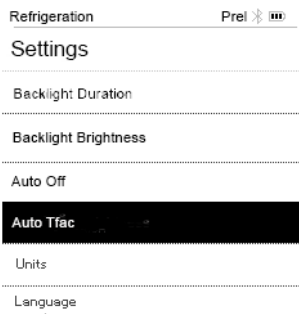 Refrigeration Prel
Settings
Backlight Duration
Backlight Brightness
Auto Off
Auto Tfac
Units
Language